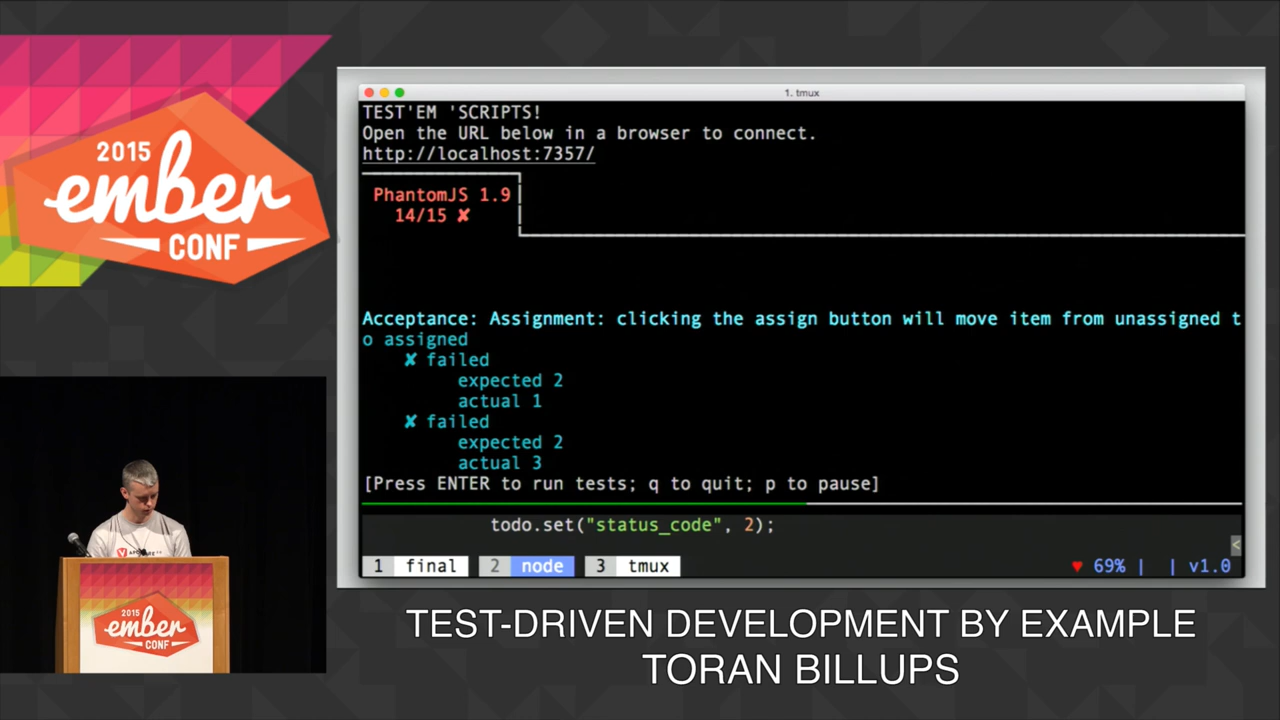 2015
ember
CONF
1. tmux
TEST'EM 'SCRIPTS!
Open the URL below in a browser to connect.
http://localhost:7357/
PhantomJS 1.9
14/15 ✘
Acceptance: Assignment: clicking the assign button will move item from unassigned t
o assigned
✘ failed
expected 2
actual 1
✘ failed
expected 2
actual 3
[Press ENTER to run tests; q to quit; p to pause]
todo.set("status_code", 2);
<
1 final 2 node 3 tmux ♥ 69% | | v1.0
2015
ember
CONF
TEST-DRIVEN DEVELOPMENT BY EXAMPLE
TORAN BILLUPS